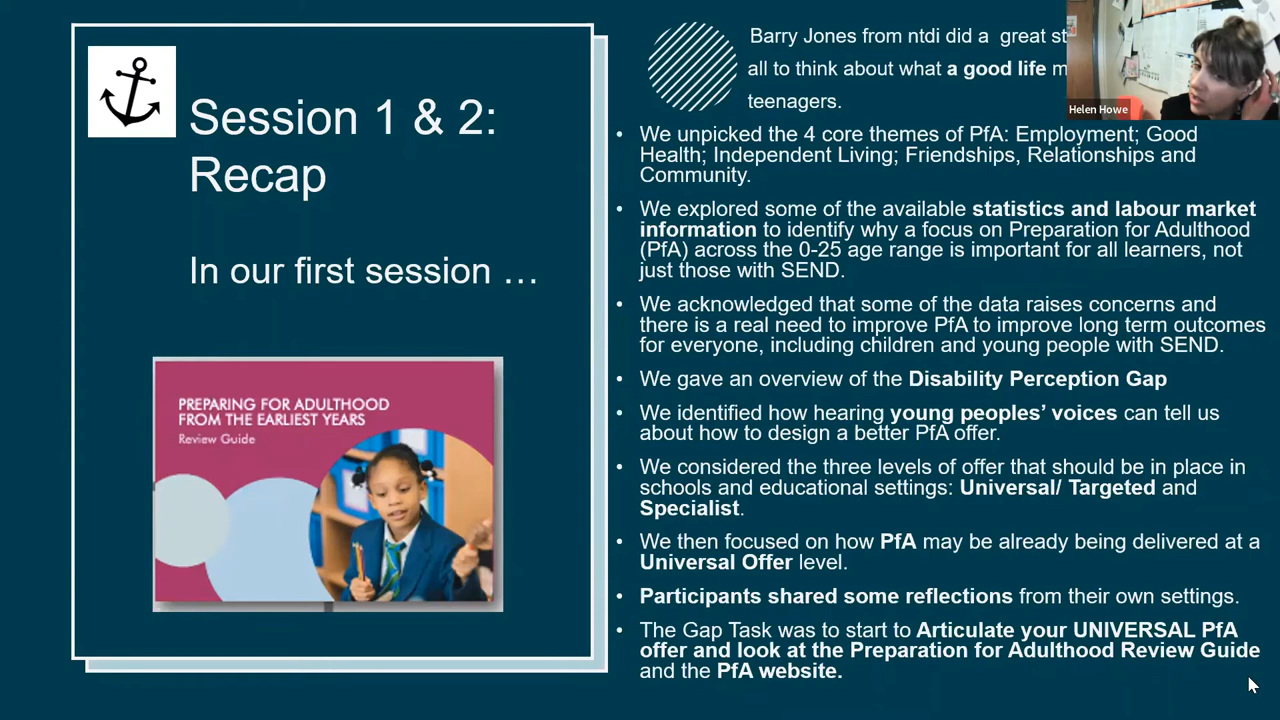 Session 1 & 2:
Recap
In our first session …
PREPARING FOR ADULTHOOD
FROM THE EARLIEST YEARS
Review Guide
Barry Jones from ntdi did a great
all to think about what a good life
teenagers.
Helen Howe
• We unpicked the 4 core themes of PfA: Employment; Good
Health; Independent Living; Friendships, Relationships and
Community.
• We explored some of the available statistics and labour market
information to identify why a focus on Preparation for Adulthood
(PfA) across the 0-25 age range is important for all learners, not
just those with SEND.
• We acknowledged that some of the data raises concerns and
there is a real need to improve PfA to improve long term outcomes
for everyone, including children and young people with SEND.
• We gave an overview of the Disability Perception Gap
• We identified how hearing young peoples’ voices can tell us
about how to design a better PfA offer.
• We considered the three levels of offer that should be in place in
schools and educational settings: Universal/ Targeted and
Specialist.
• We then focused on how PfA may be already being delivered at a
Universal Offer level.
• Participants shared some reflections from their own settings.
• The Gap Task was to start to Articulate your UNIVERSAL PfA
offer and look at the Preparation for Adulthood Review Guide
and the PfA website.